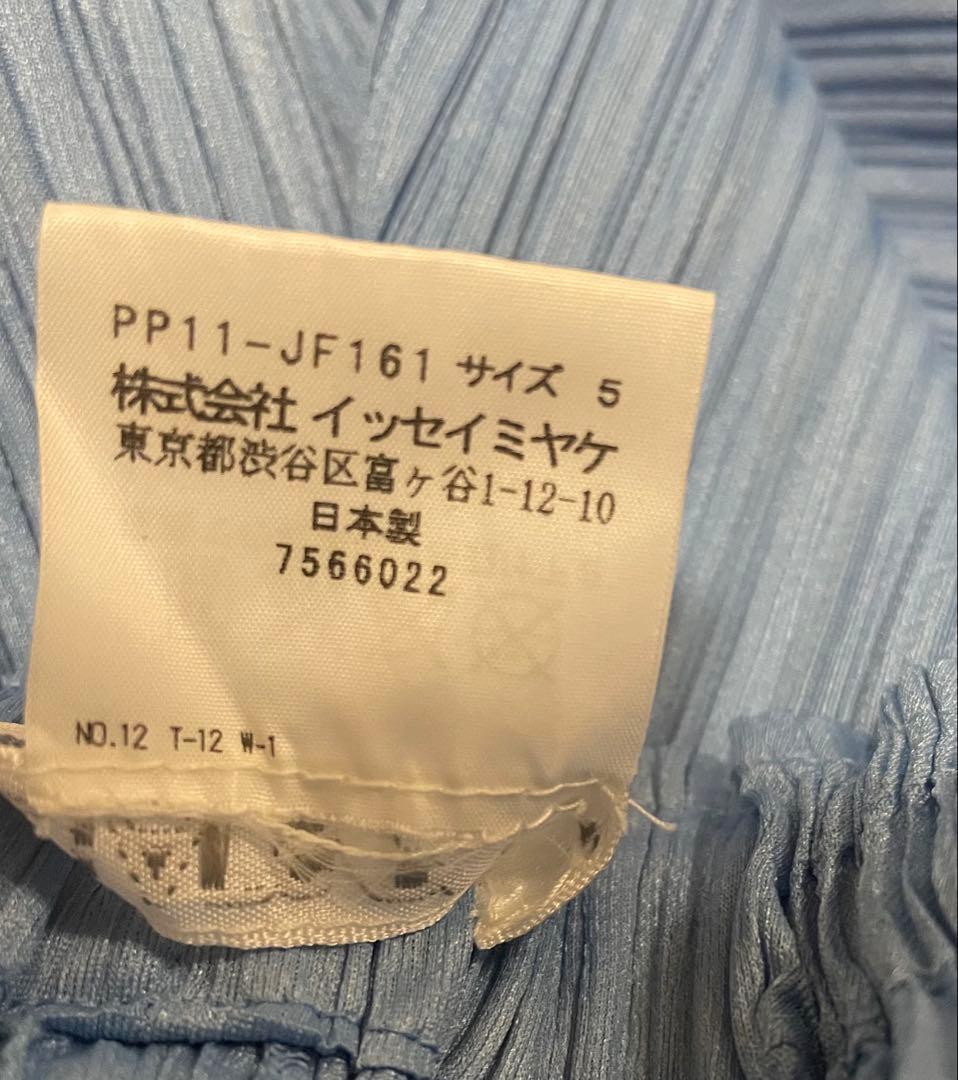 PP11-JF161 サイズ 5
株式会社 イッセイミヤケ
東京都渋谷区富ヶ谷1-12-10
日本製
7566022
NO.12 T-12 W-1